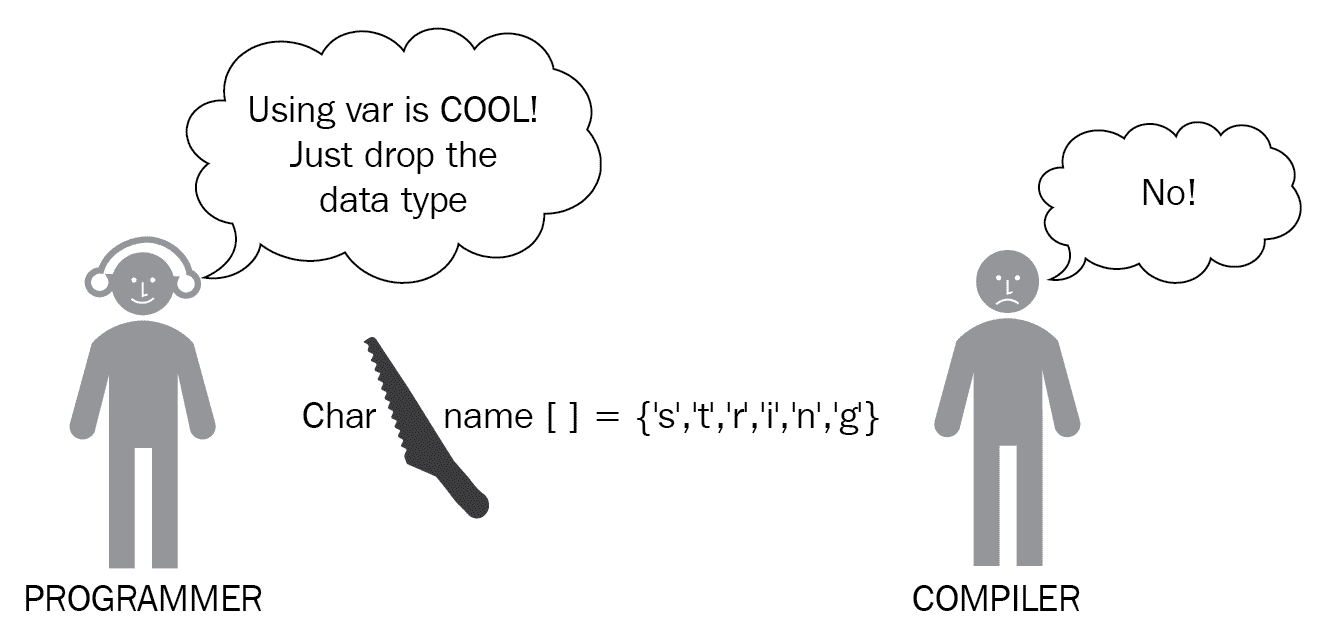 Using var is COOL!
Just drop the
data type
No!
Char name [ ] = {'s','t','r','i','n','g'}
PROGRAMMER
COMPILER